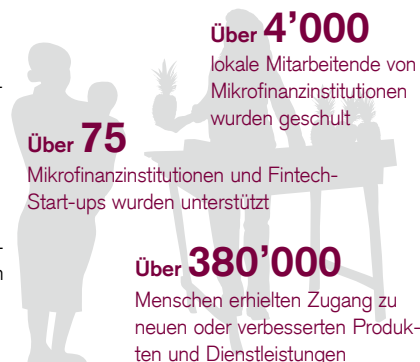 Über 4’000
lokale Mitarbeitende von
Mikrofinanzinstitutionen
wurden geschult
Über 75
Mikrofinanzinstitutionen und Fintech-
Start-ups wurden unterstützt
Über 380’000
Menschen erhielten Zugang zu
neuen oder verbesserten Produk-
ten und Dienstleistungen